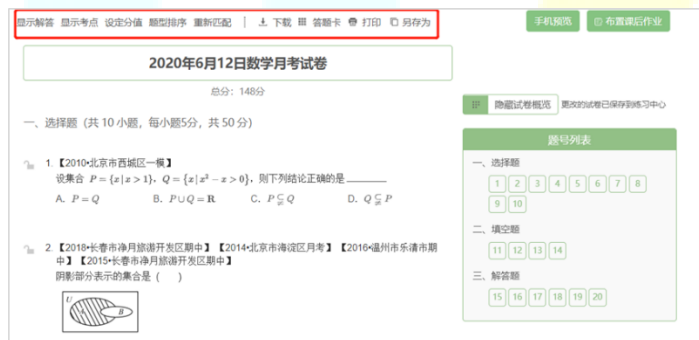 显示解答 显示考点 设定分值 题型排序 重新匹配 | 下载 答题卡 打印 另存为
手机预览 布置课后作业
2020年6月12日数学月考试卷
总分：148分
隐藏试卷概览 更改的试卷已保存到练习中心
一、选择题（共 10 小题，每小题5分，共 50 分）
题号列表
1. 【2010•北京市西城区一模】
设集合 P = {x | x > 1}，Q = {x | x² − x > 0}，则下列结论正确的是
A. P = Q B. P ∪ Q = R C. P ⫋ Q D. Q ⫋ P
一、选择题
1 2 3 4 5 6 7 8
9 10
二、填空题
11 12 13 14
三、解答题
15 16 17 18 19 20
2. 【2018•长春市净月旅游开发区期中】【2014•北京市海淀区月考】【2016•温州市乐清市期
中】【2015•长春市净月旅游开发区期中】
阴影部分表示的集合是 ( )
U
B